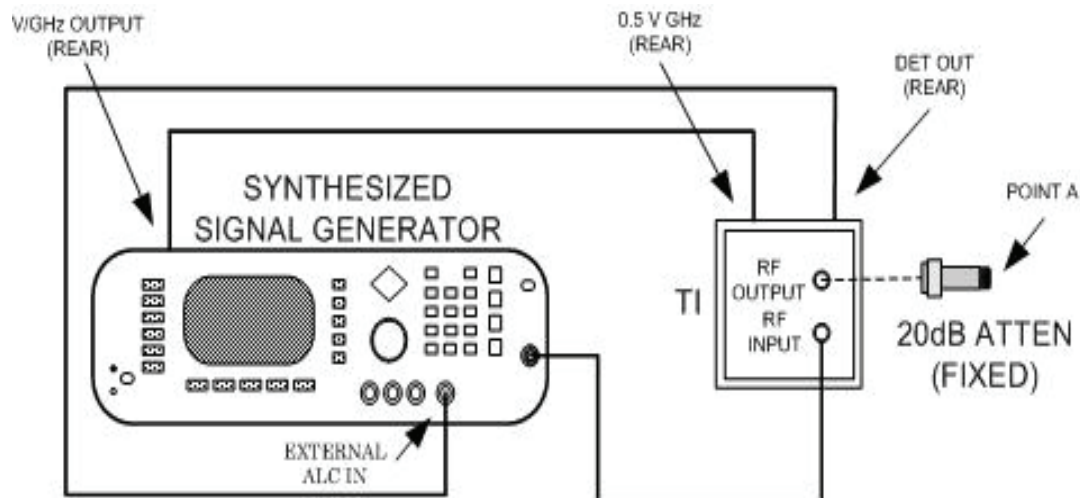 V/GHz OUTPUT
(REAR)
0.5 V GHz
(REAR)
DET OUT
(REAR)
SYNTHESIZED
SIGNAL GENERATOR
POINT A
RF
OUTPUT
RF
INPUT
TI
20dB ATTEN
(FIXED)
EXTERNAL
ALC IN